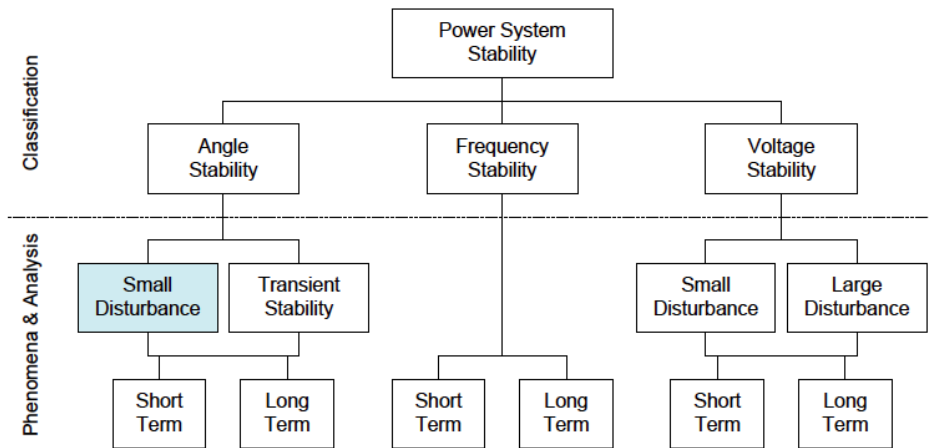 Power System
Stability
Classification
Angle
Stability
Frequency
Stability
Voltage
Stability
Phenomena & Analysis
Small
Disturbance
Transient
Stability
Small
Disturbance
Large
Disturbance
Short
Term
Long
Term
Short
Term
Long
Term
Short
Term
Long
Term